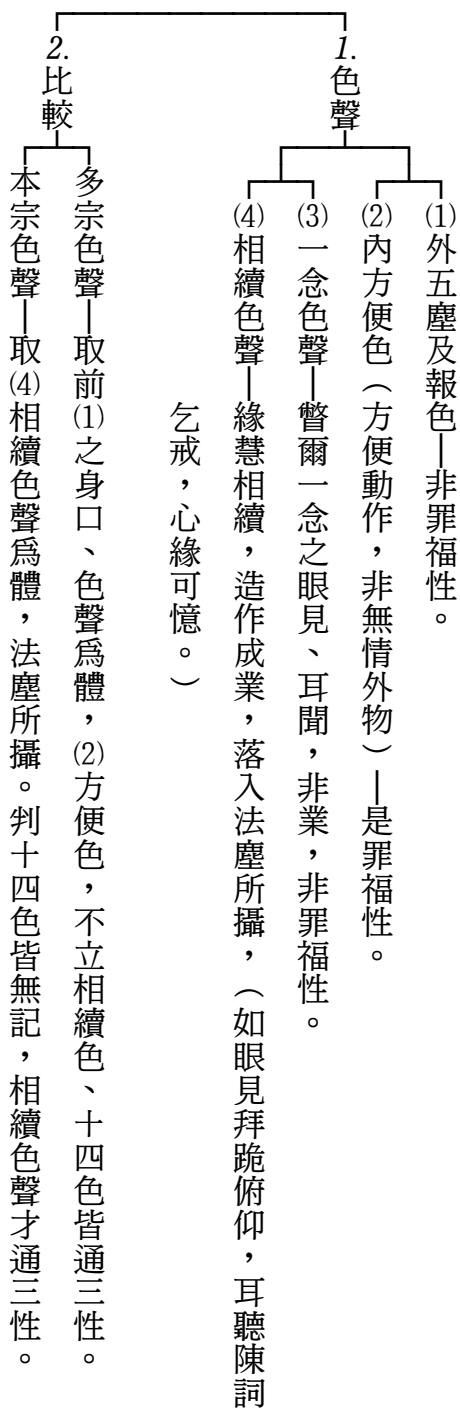 1.色聲
⑴外五塵及報色—非罪福性。
⑵內方便色（方便動作，非無情外物）—是罪福性。
⑶一念色聲—瞥爾一念之眼見、耳聞，非業，非罪福性。
⑷相續色聲—緣慧相續，造作成業，落入法塵所攝，（如眼見拜跪俯仰，耳聽陳詞
乞戒，心緣可憶。）
2.比較
多宗色聲—取前⑴之身口、色聲爲體，⑵方便色，不立相續色、十四色皆通三性。
本宗色聲—取⑷相續色聲爲體，法塵所攝。判十四色皆無記，相續色聲才通三性。